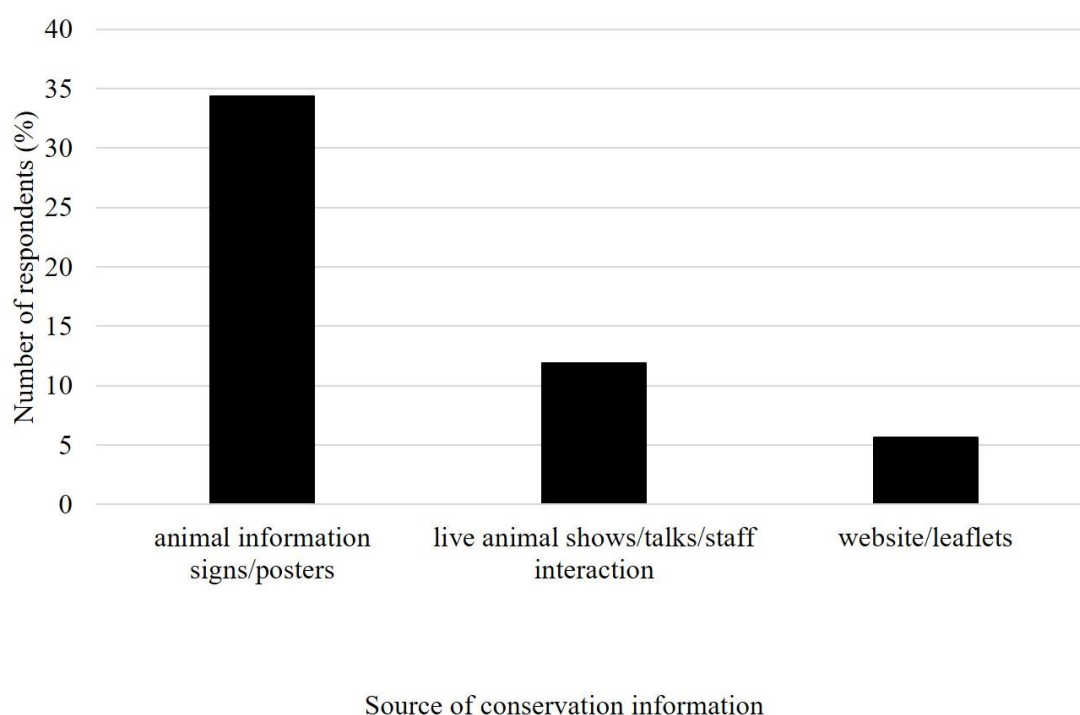 40
35
30
25
20
15
10
5
0
Number of respondents (%)
animal information
signs/posters
live animal shows/talks/staff
interaction
website/leaflets
Source of conservation information